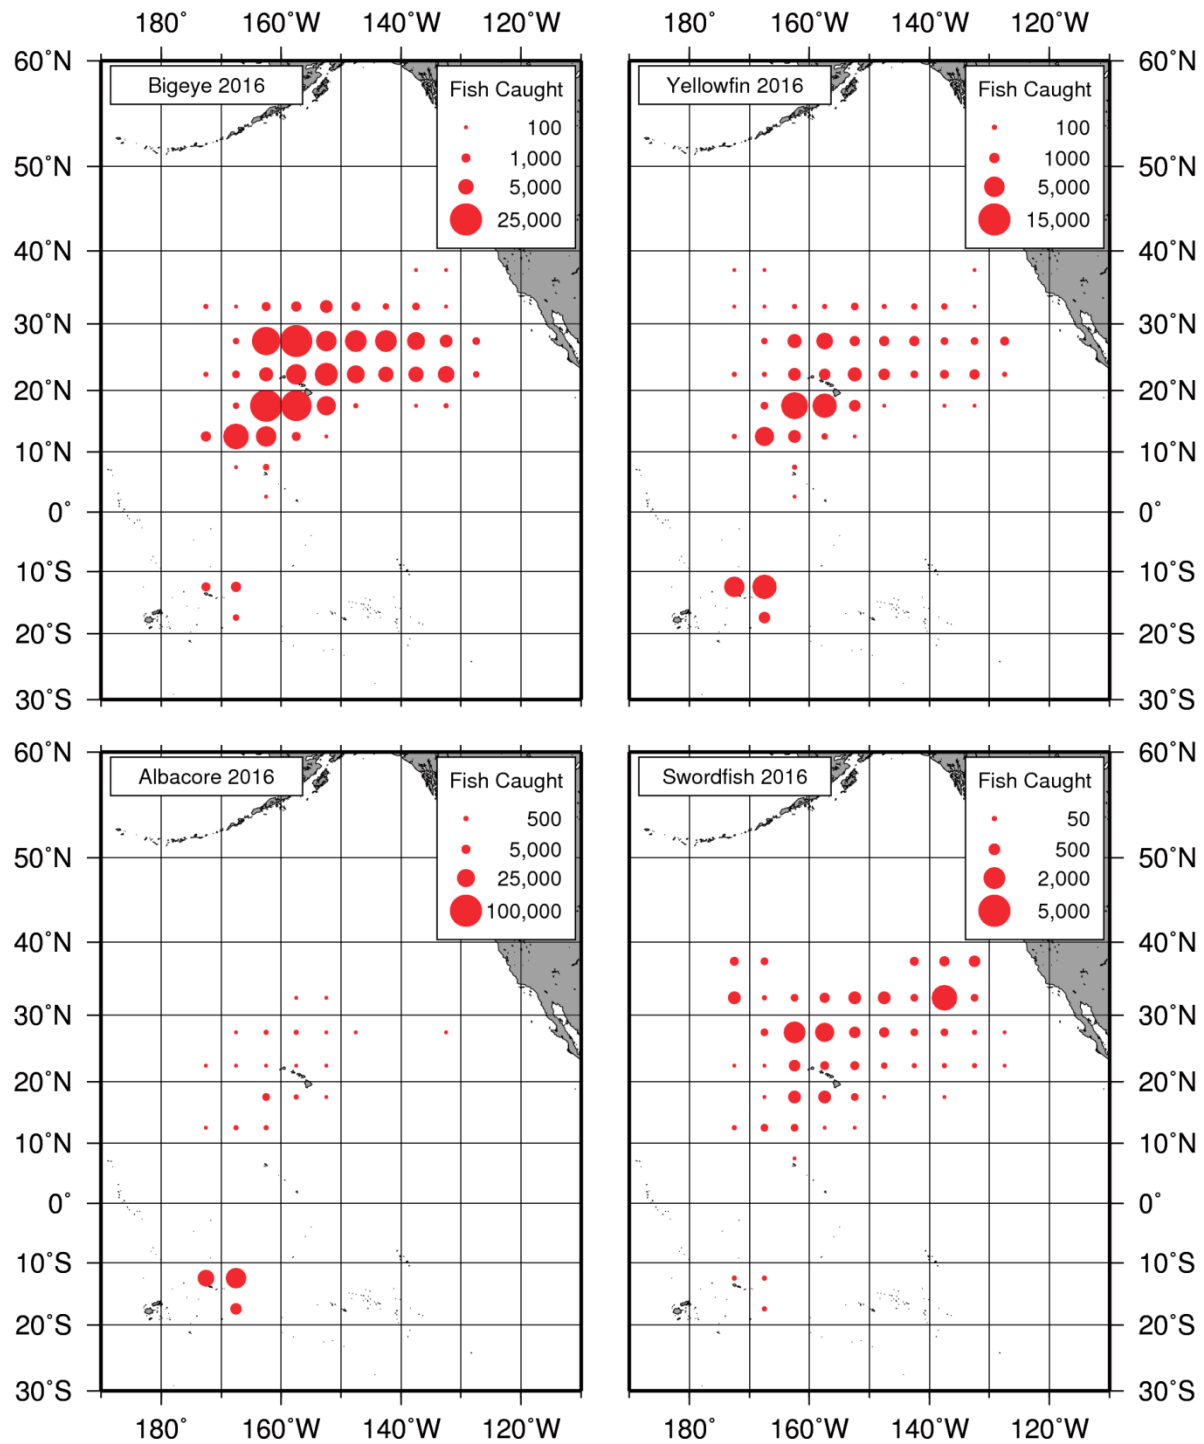 180˚ 160˚W 140˚W 120˚W 180˚ 160˚W 140˚W 120˚W
60˚N
50˚N
40˚N
30˚N
20˚N
10˚N
0˚
10˚S
20˚S
30˚S
Bigeye 2016
Fish Caught
100
1,000
5,000
25,000
Yellowfin 2016
Fish Caught
100
1000
5,000
15,000
60˚N
50˚N
40˚N
30˚N
20˚N
10˚N
0˚
10˚S
20˚S
30˚S
60˚N
50˚N
40˚N
30˚N
20˚N
10˚N
0˚
10˚S
20˚S
30˚S
Albacore 2016
Fish Caught
500
5,000
25,000
100,000
Swordfish 2016
Fish Caught
50
500
2,000
5,000
60˚N
50˚N
40˚N
30˚N
20˚N
10˚N
0˚
10˚S
20˚S
30˚S
180˚ 160˚W 140˚W 120˚W 180˚ 160˚W 140˚W 120˚W